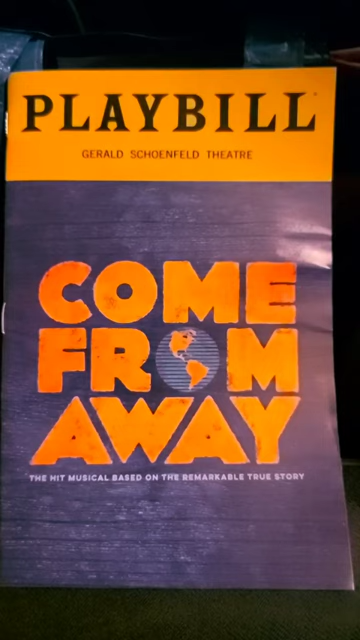 PLAYBILL
GERALD SCHOENFELD THEATRE
COME
FROM
AWAY
THE HIT MUSICAL BASED ON THE REMARKABLE TRUE STORY